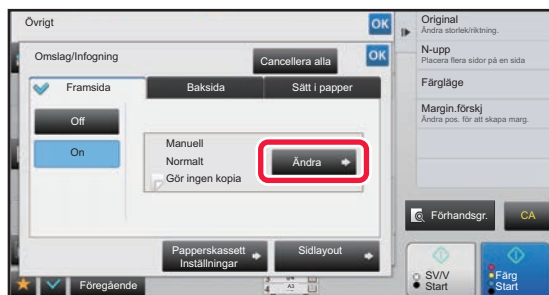 Övrigt
OK
Omslag/Infogning
Cancellera alla
OK
Framsida
Baksida
Sätt i papper
Off
On
Manuell
Normalt
Gör ingen kopia
Ändra
Papperskassett
Inställningar
Sidlayout
Föregående
A3
Original
Ändra storlek/riktning.
N-upp
Placera flera sidor på en sida
Färgläge
Margin.förskj
Ändra pos. för att skapa marg.
Förhandsgr.
CA
SV/V
Start
Färg
Start